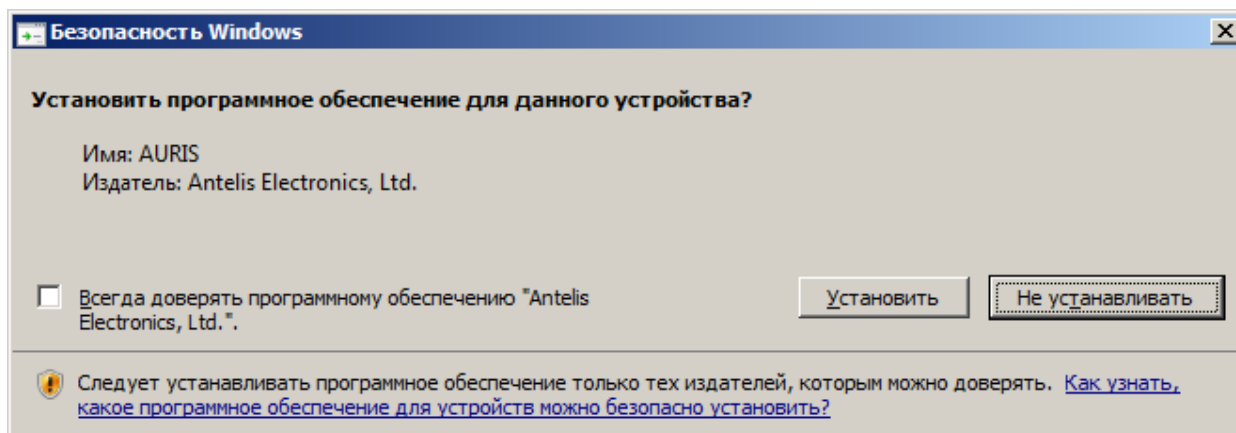 Безопасность Windows
Установить программное обеспечение для данного устройства?
Имя: AURIS
Издатель: Antelis Electronics, Ltd.
Всегда доверять программному обеспечению "Antelis
Electronics, Ltd.".
Установить
Не устанавливать
Следует устанавливать программное обеспечение только тех издателей, которым можно доверять. Как узнать,
какое программное обеспечение для устройств можно безопасно установить?